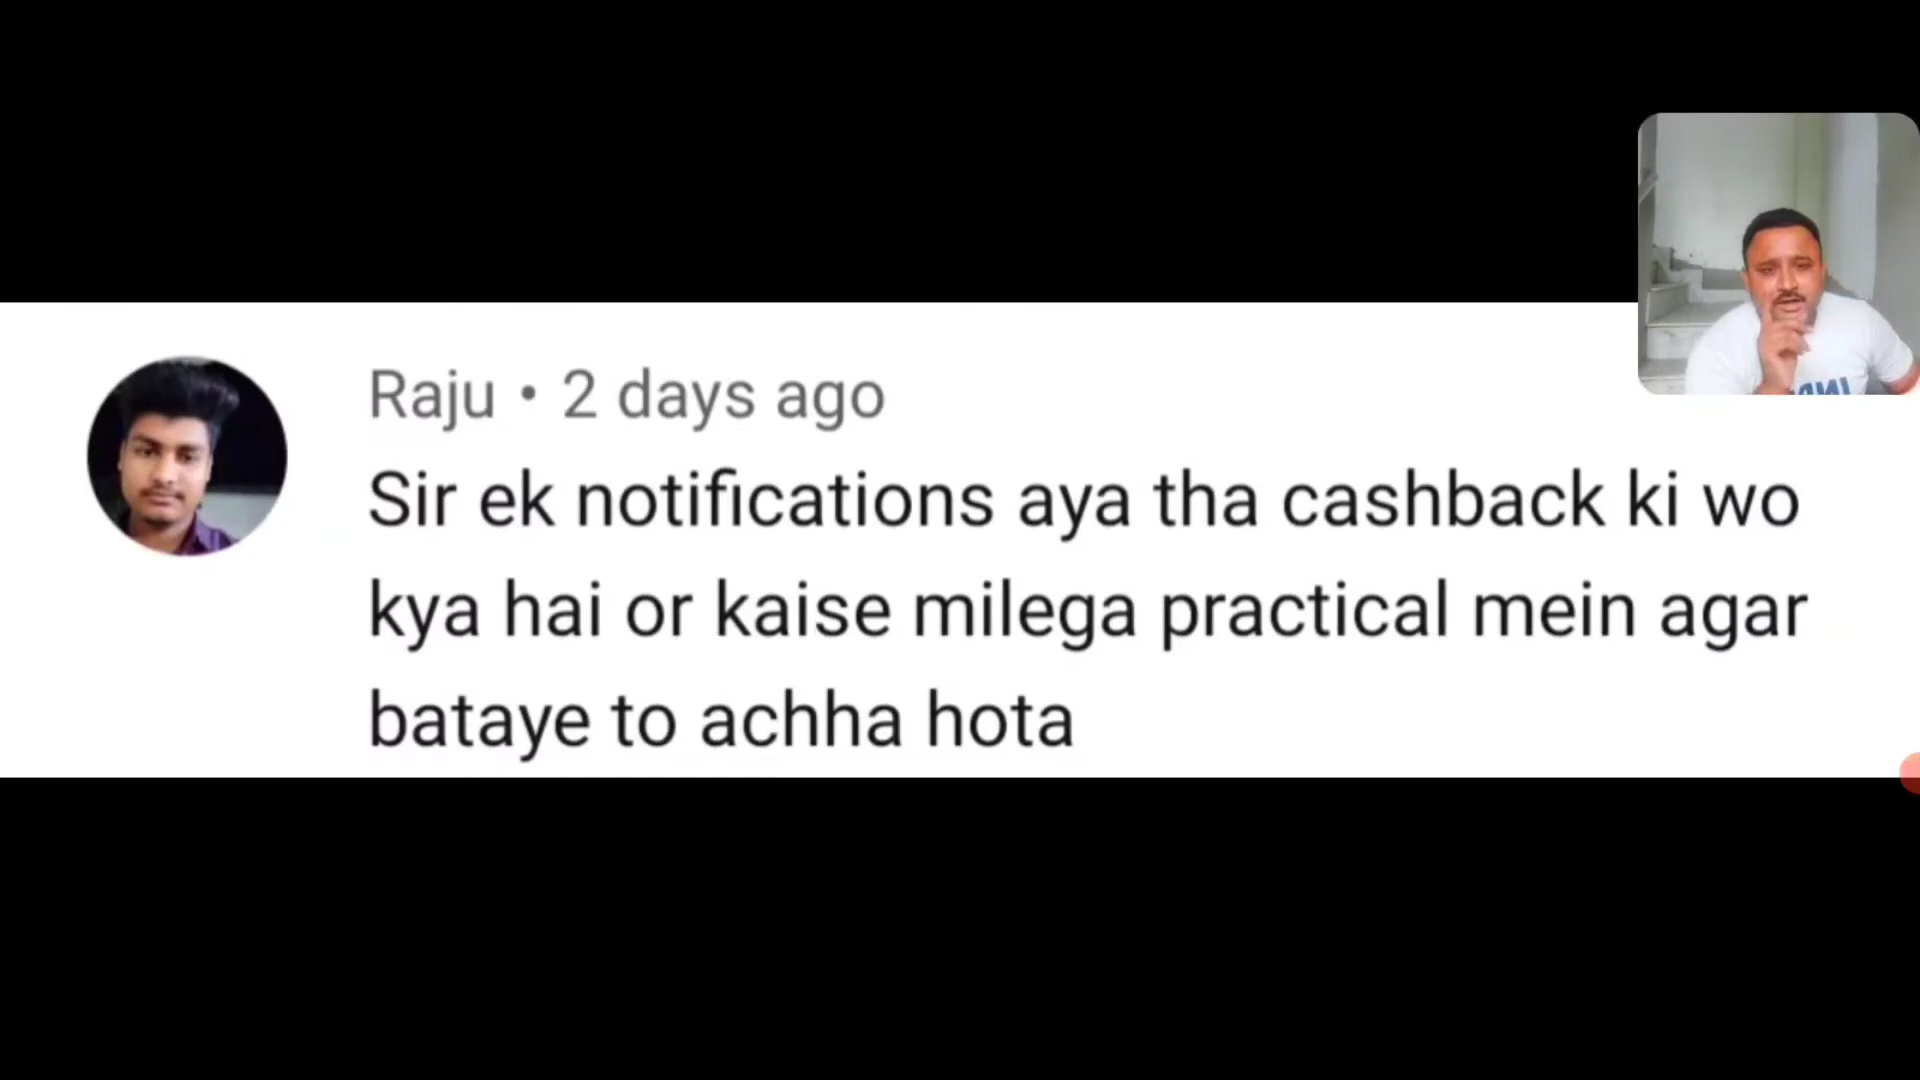 Raju • 2 days ago
Sir ek notifications aya tha cashback ki wo
kya hai or kaise milega practical mein agar
bataye to achha hota